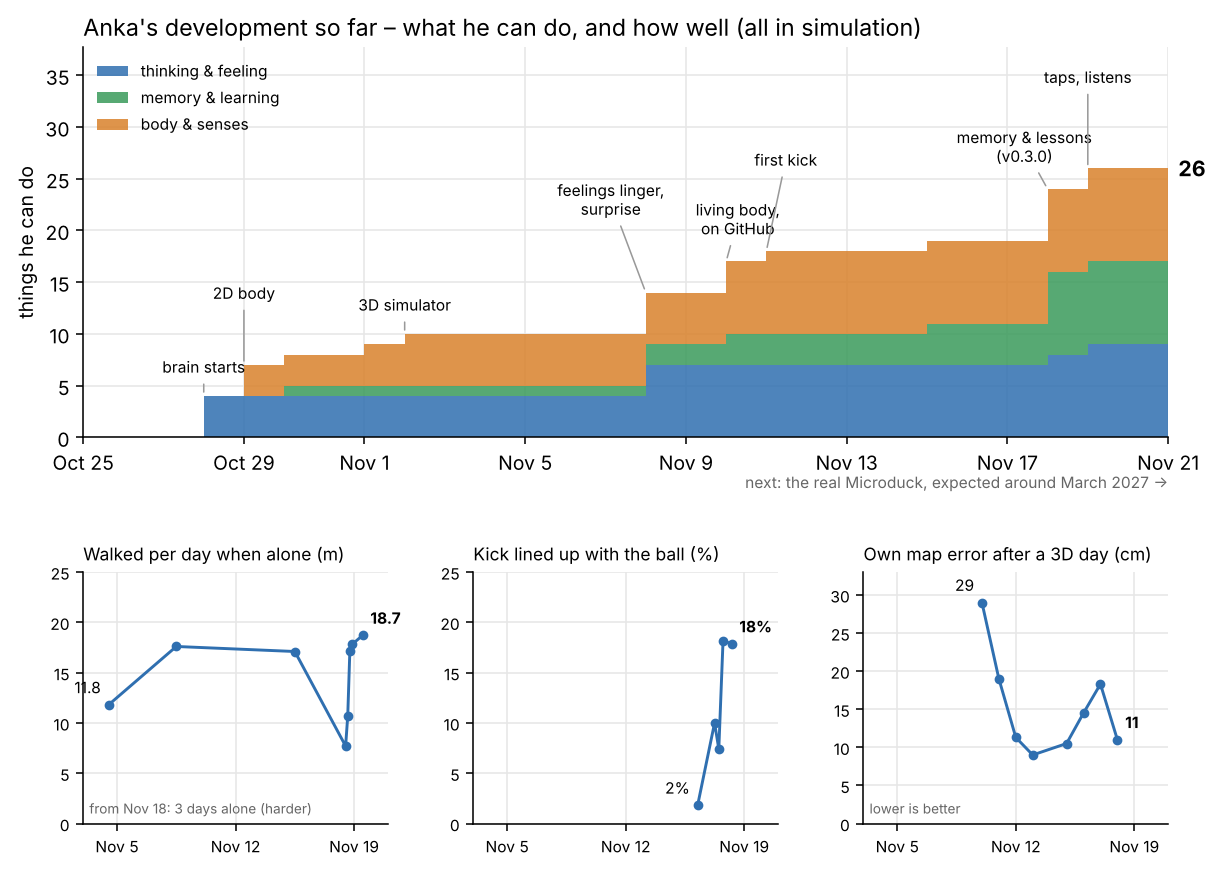 Anka's development so far – what he can do, and how well (all in simulation)
thinking & feeling
memory & learning
body & senses
things he can do
35
30
25
20
15
10
5
0
brain starts
2D body
3D simulator
feelings linger,
surprise
living body,
on GitHub
first kick
memory & lessons
(v0.3.0)
taps, listens
26
Oct 25
Oct 29
Nov 1
Nov 5
Nov 9
Nov 13
Nov 17
Nov 21
next: the real Microduck, expected around March 2027 →
Walked per day when alone (m)
25
20
15
10
5
0
11.8
18.7
from Nov 18: 3 days alone (harder)
Nov 5
Nov 12
Nov 19
Kick lined up with the ball (%)
25
20
15
10
5
0
2%
18%
Nov 5
Nov 12
Nov 19
Own map error after a 3D day (cm)
30
25
20
15
10
5
0
29
11
lower is better
Nov 5
Nov 12
Nov 19